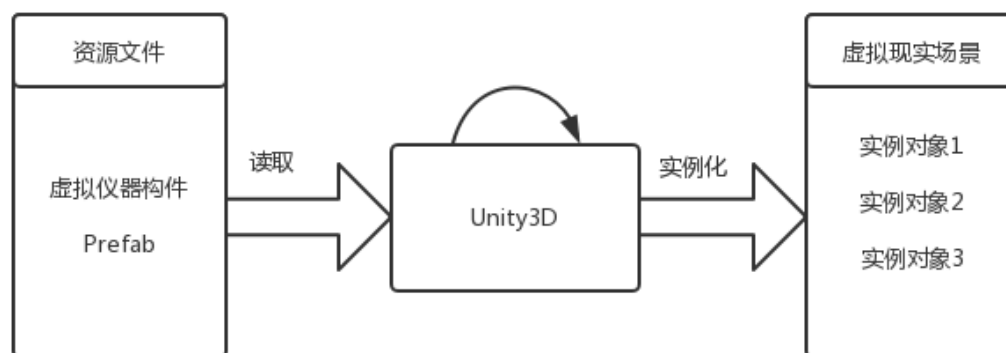 资源文件
虚拟仪器构件
Prefab
读取
Unity3D
实例化
虚拟现实场景
实例对象1
实例对象2
实例对象3